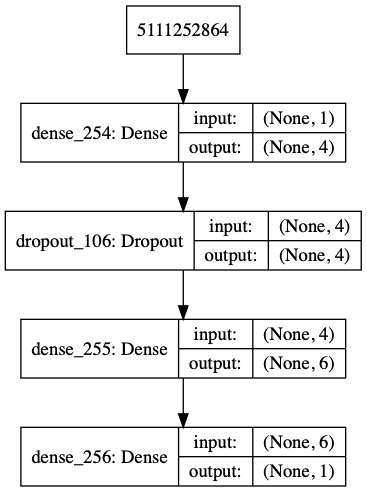 5111252864
dense_254: Dense
input: (None, 1)
output: (None, 4)
dropout_106: Dropout
input: (None, 4)
output: (None, 4)
dense_255: Dense
input: (None, 4)
output: (None, 6)
dense_256: Dense
input: (None, 6)
output: (None, 1)